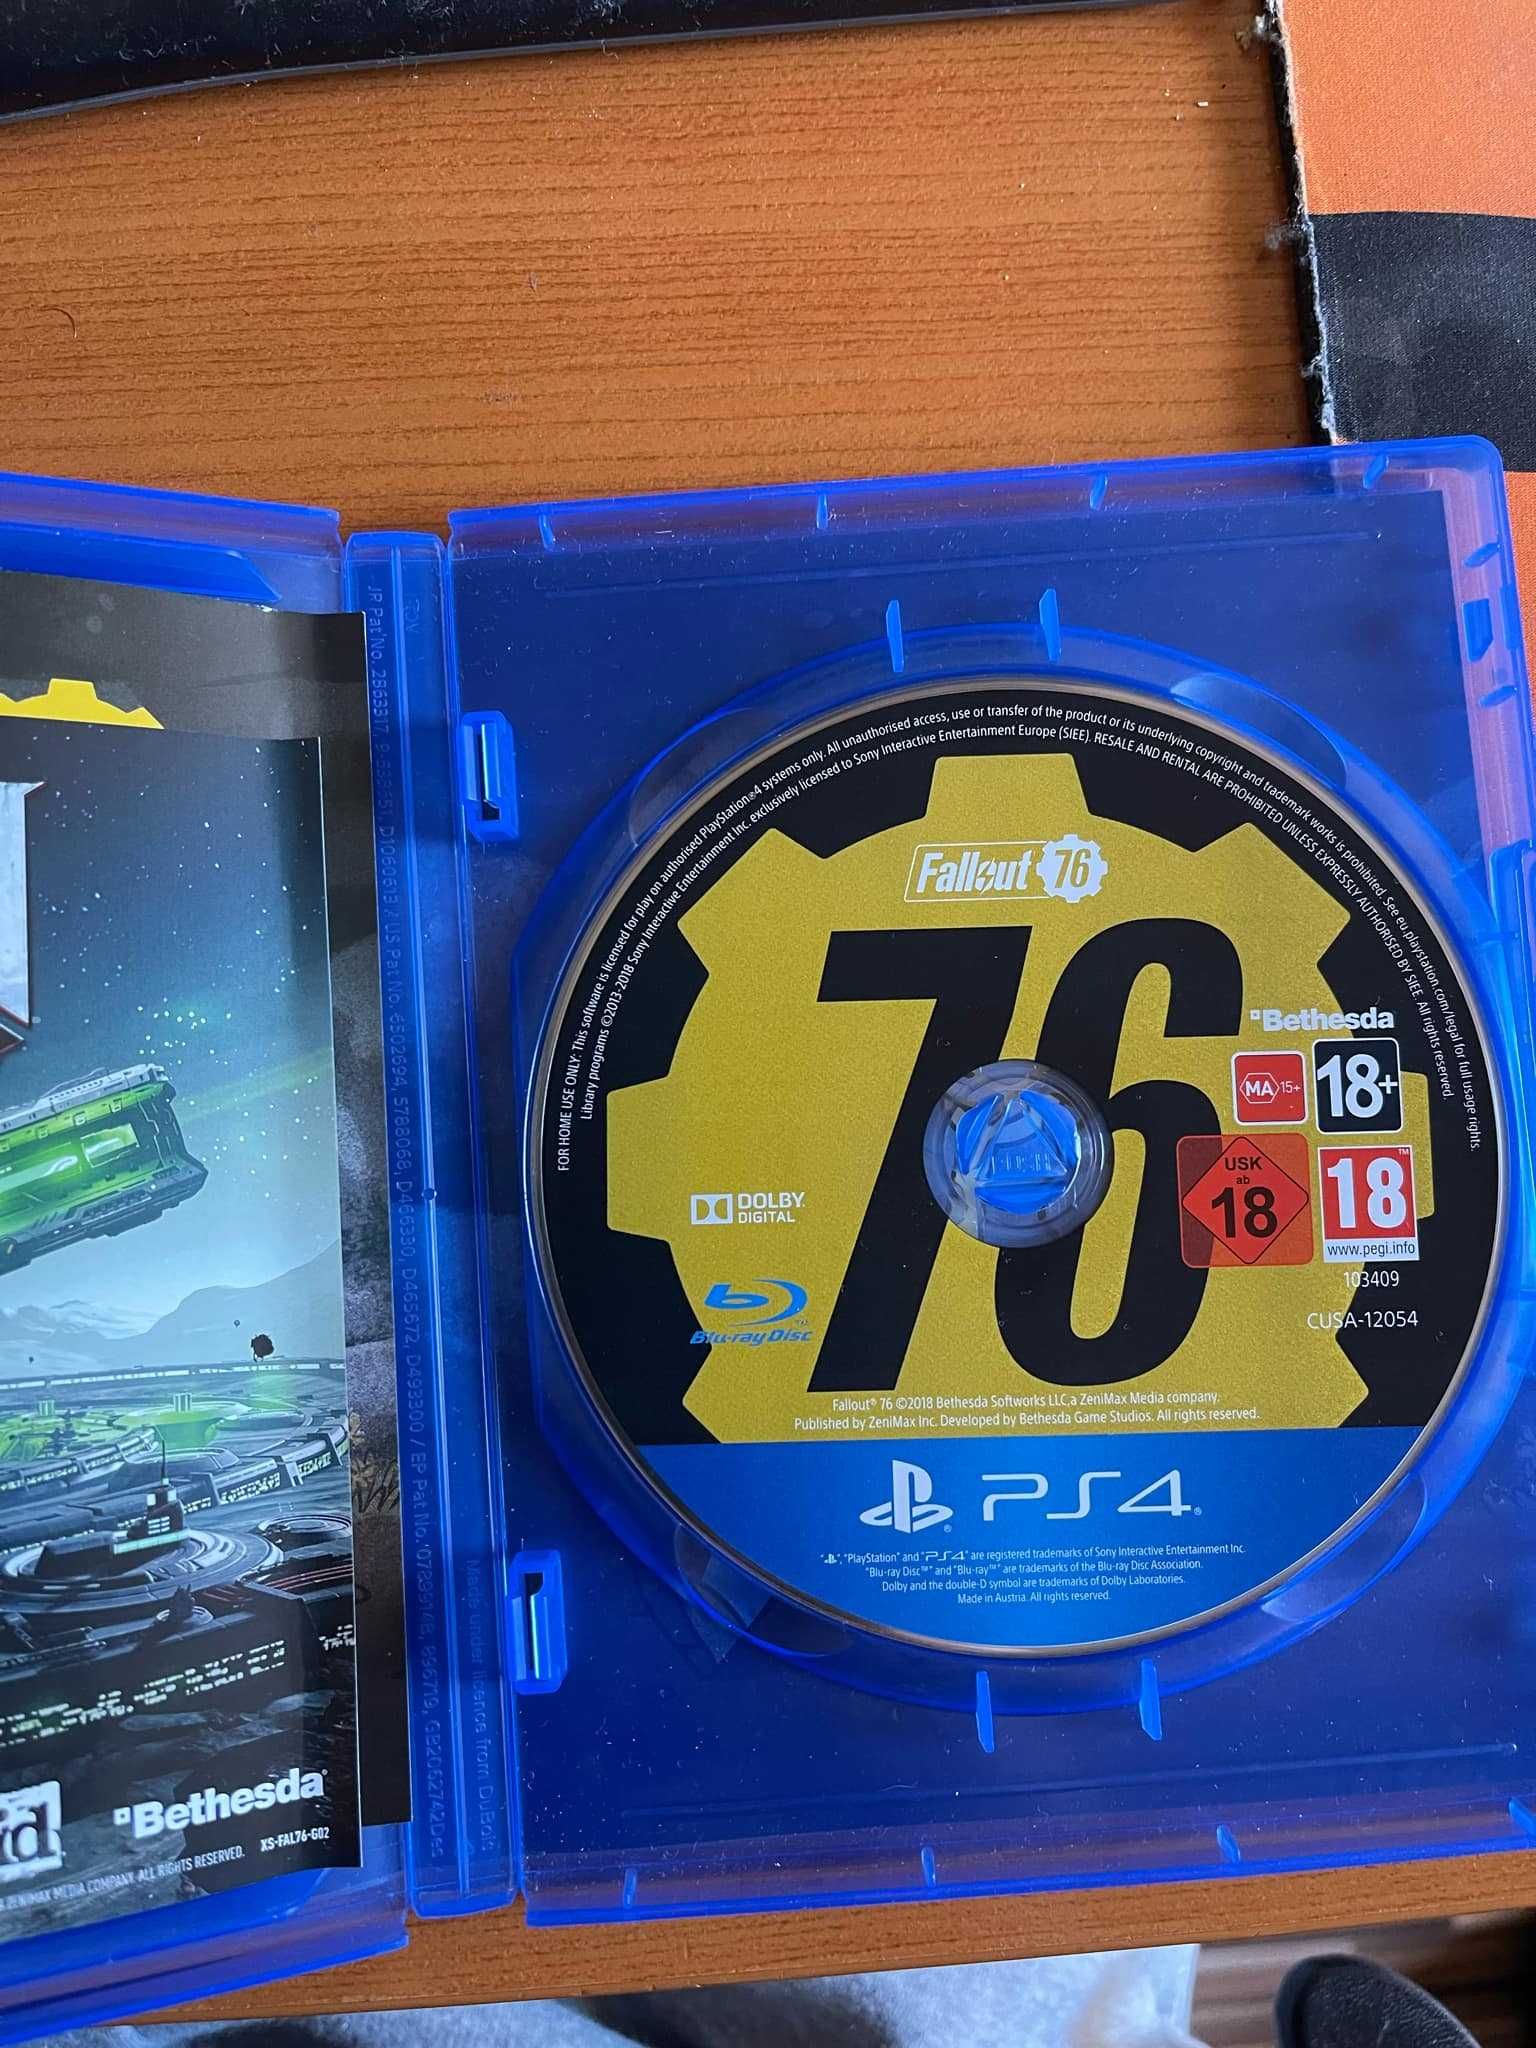 FOR HOME USE ONLY: This software is licensed for play on authorised PlayStation®4 systems only. All unauthorised access, use or transfer of the product or its underlying copyright and trademark works is prohibited. See eu.playstation.com/legal for full usage rights.
Library programs ©2013-2018 Sony Interactive Entertainment Inc. exclusively licensed to Sony Interactive Entertainment Europe (SIEE). RESALE AND RENTAL ARE PROHIBITED UNLESS EXPRESSLY AUTHORISED BY SIEE. All rights reserved.
Fallout 76
76
Bethesda
MA 15+
18+
USK
ab
18
18™
www.pegi.info
DOLBY
DIGITAL
Blu-ray Disc™
103409
CUSA-12054
Fallout® 76 ©2018 Bethesda Softworks LLC,a ZeniMax Media company.
Published by ZeniMax Inc. Developed by Bethesda Game Studios. All rights reserved.
PS4®
"PlayStation" and "PS4" are registered trademarks of Sony Interactive Entertainment Inc.
"Blu-ray Disc™" and "Blu-ray™" are trademarks of the Blu-ray Disc Association.
Dolby and the double-D symbol are trademarks of Dolby Laboratories.
Made in Austria. All rights reserved.
Made under licence from DuBois
Bethesda®
ZENIMAX MEDIA COMPANY. ALL RIGHTS RESERVED. XS-FAL76-G02